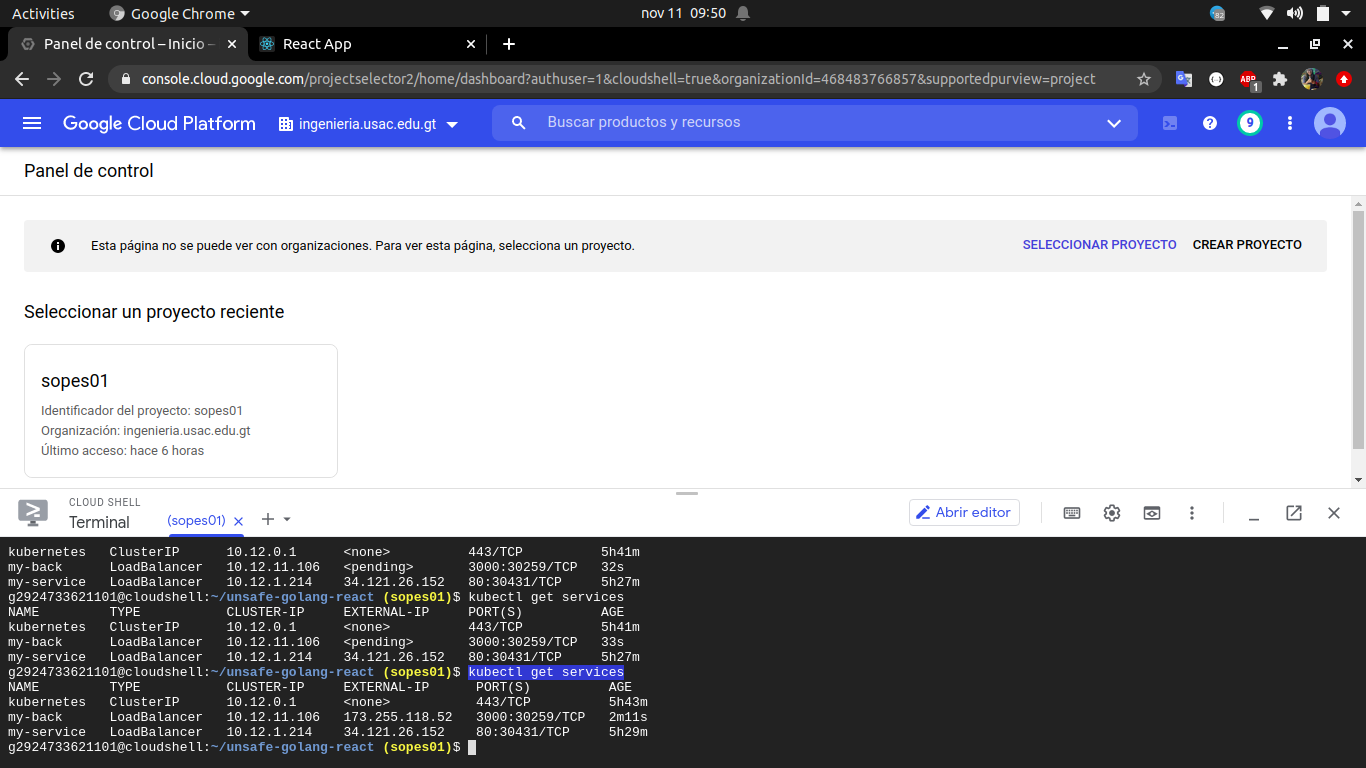 Activities Google Chrome nov 11 09:50 82
Panel de control – Inicio – React App
console.cloud.google.com/projectselector2/home/dashboard?authuser=1&cloudshell=true&organizationId=468483766857&supportedpurview=project ABP 1
Google Cloud Platform ingenieria.usac.edu.gt Buscar productos y recursos 9
Panel de control
Esta página no se puede ver con organizaciones. Para ver esta página, selecciona un proyecto. SELECCIONAR PROYECTO CREAR PROYECTO
Seleccionar un proyecto reciente
sopes01
Identificador del proyecto: sopes01
Organización: ingenieria.usac.edu.gt
Último acceso: hace 6 horas
CLOUD SHELL
Terminal (sopes01) Abrir editor
kubernetes ClusterIP 10.12.0.1 <none> 443/TCP 5h41m
my-back LoadBalancer 10.12.11.106 <pending> 3000:30259/TCP 32s
my-service LoadBalancer 10.12.1.214 34.121.26.152 80:30431/TCP 5h27m
g2924733621101@cloudshell:~/unsafe-golang-react (sopes01)$ kubectl get services
NAME TYPE CLUSTER-IP EXTERNAL-IP PORT(S) AGE
kubernetes ClusterIP 10.12.0.1 <none> 443/TCP 5h41m
my-back LoadBalancer 10.12.11.106 <pending> 3000:30259/TCP 33s
my-service LoadBalancer 10.12.1.214 34.121.26.152 80:30431/TCP 5h27m
g2924733621101@cloudshell:~/unsafe-golang-react (sopes01)$ kubectl get services
NAME TYPE CLUSTER-IP EXTERNAL-IP PORT(S) AGE
kubernetes ClusterIP 10.12.0.1 <none> 443/TCP 5h43m
my-back LoadBalancer 10.12.11.106 173.255.118.52 3000:30259/TCP 2m11s
my-service LoadBalancer 10.12.1.214 34.121.26.152 80:30431/TCP 5h29m
g2924733621101@cloudshell:~/unsafe-golang-react (sopes01)$